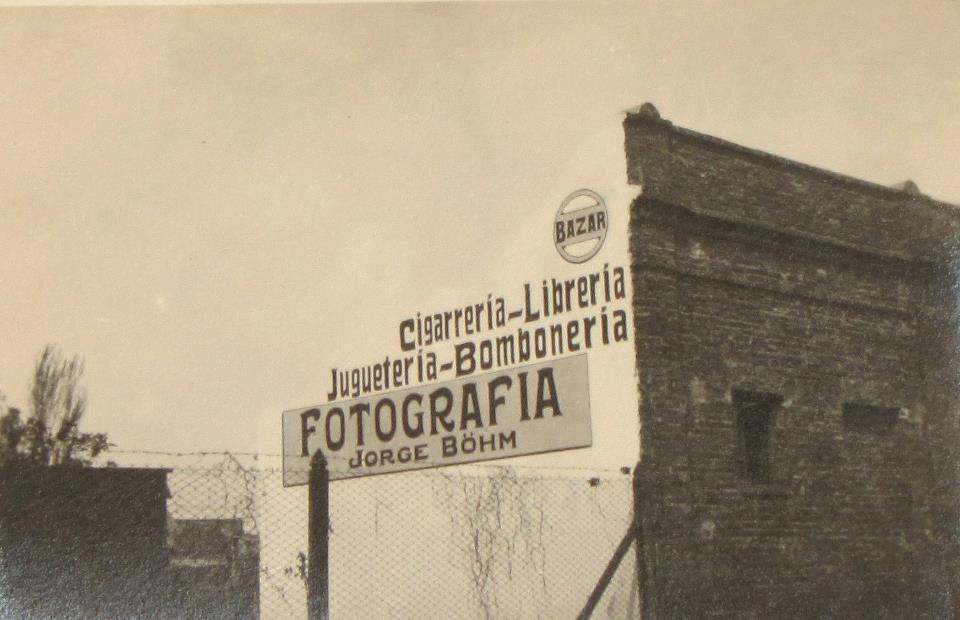 BAZAR
Cigarrería-Librería
Juguetería-Bombonería
FOTOGRAFIA
JORGE BÖHM